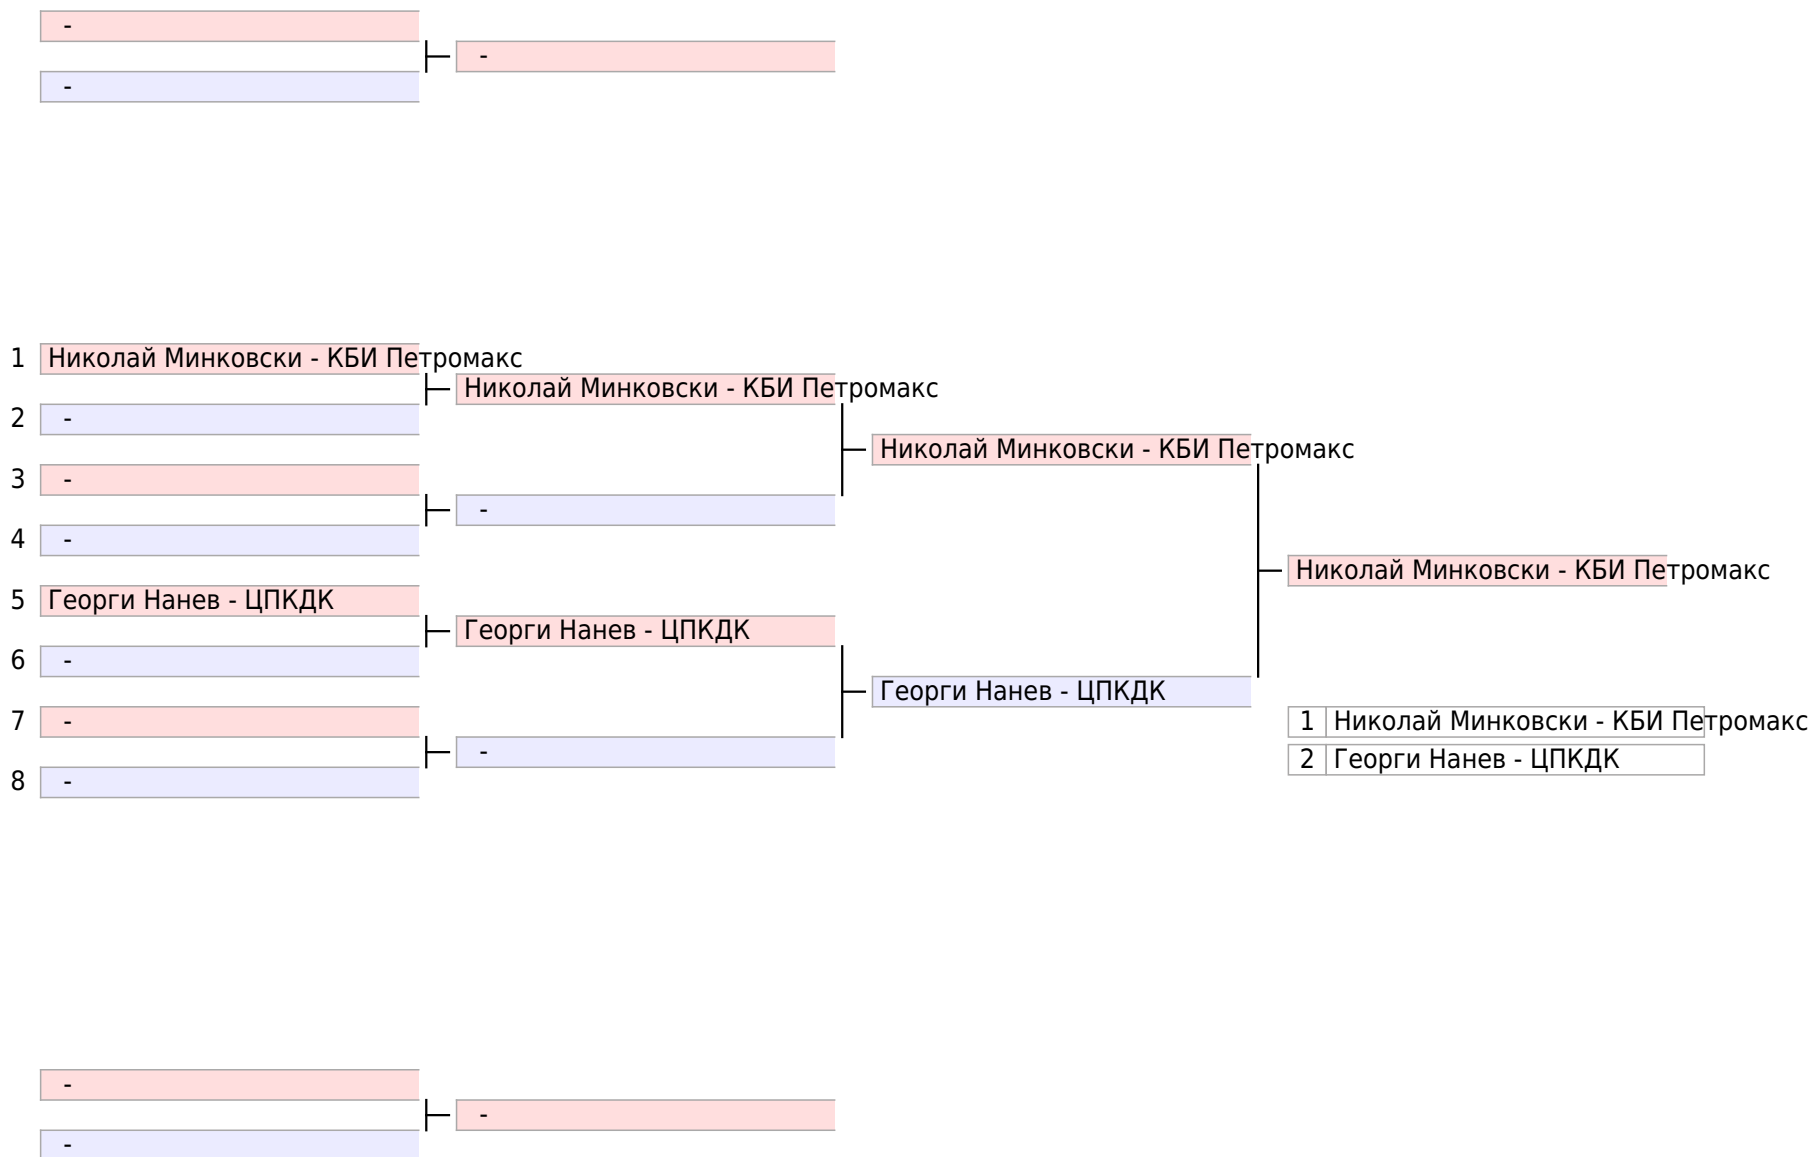 -
-
-
1 Николай Минковски - КБИ Петромакс
Николай Минковски - КБИ Петромакс
2 -
Николай Минковски - КБИ Петромакс
3 -
-
4 -
Николай Минковски - КБИ Петромакс
5 Георги Нанев - ЦПКДК
Георги Нанев - ЦПКДК
6 -
Георги Нанев - ЦПКДК
7 -
1 Николай Минковски - КБИ Петромакс
-
2 Георги Нанев - ЦПКДК
8 -
-
-
-